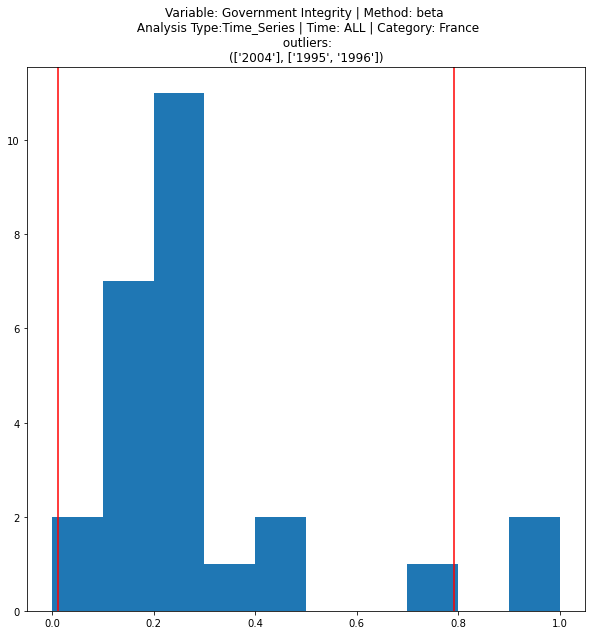 Variable: Government Integrity | Method: beta
Analysis Type:Time_Series | Time: ALL | Category: France
outliers:
(['2004'], ['1995', '1996'])
10
8
6
4
2
0
0.0 0.2 0.4 0.6 0.8 1.0